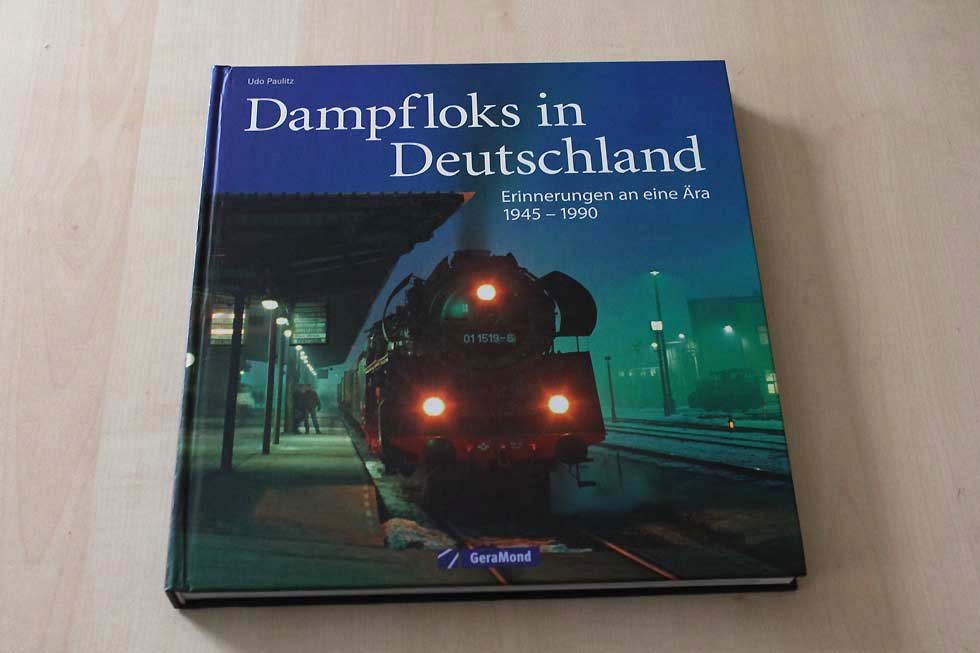 Udo Paulitz
Dampfloks in
Deutschland
Erinnerungen an eine Ära
1945 – 1990
01 1519-6
GeraMond